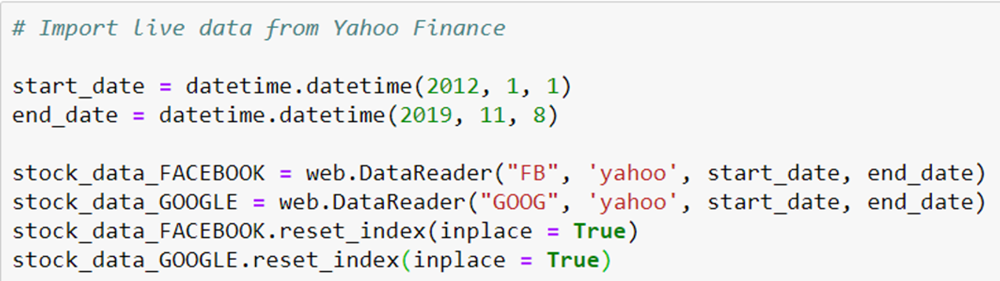 # Import live data from Yahoo Finance
start_date = datetime.datetime(2012, 1, 1)
end_date = datetime.datetime(2019, 11, 8)
stock_data_FACEBOOK = web.DataReader("FB", 'yahoo', start_date, end_date)
stock_data_GOOGLE = web.DataReader("GOOG", 'yahoo', start_date, end_date)
stock_data_FACEBOOK.reset_index(inplace = True)
stock_data_GOOGLE.reset_index(inplace = True)